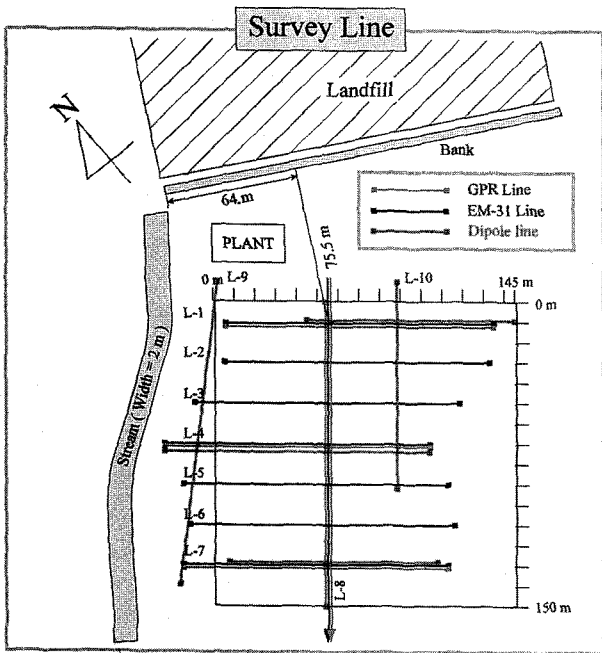 Survey Line
Landfill
N
Bank
64.m
GPR Line
EM-31 Line
Dipole line
PLANT
75.5 m
0 m
L-9
L-10
145 m
0 m
L-1
L-2
L-3
L-4
L-5
L-6
L-7
L-8
Stream ( Width = 2 m )
150 m